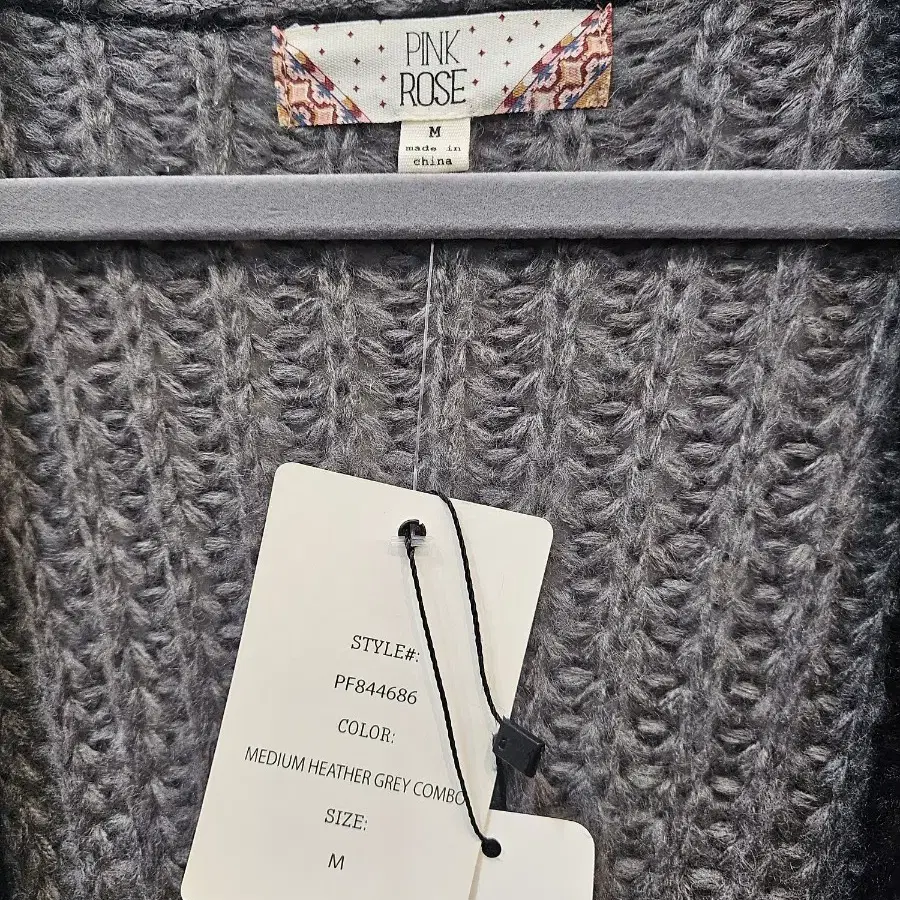 PINK
ROSE
M
made in
china
STYLE#:
PF844686
COLOR:
MEDIUM HEATHER GREY COMBO
SIZE:
M